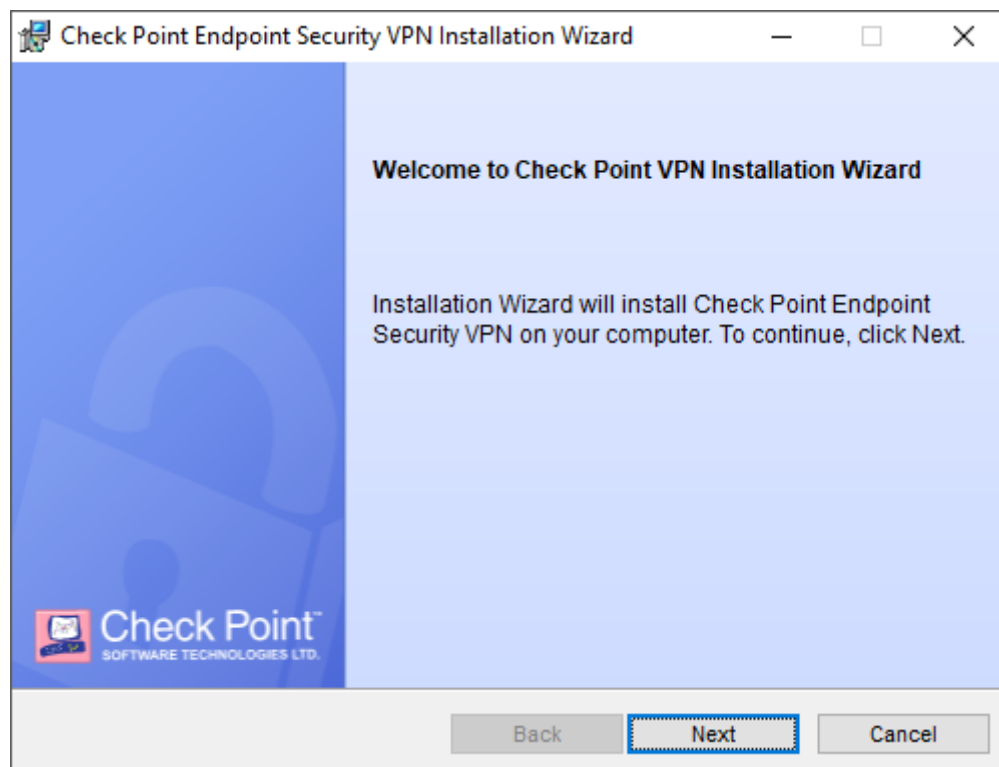 Check Point Endpoint Security VPN Installation Wizard
Welcome to Check Point VPN Installation Wizard
Installation Wizard will install Check Point Endpoint
Security VPN on your computer. To continue, click Next.
Check Point™
SOFTWARE TECHNOLOGIES LTD.
Back
Next
Cancel